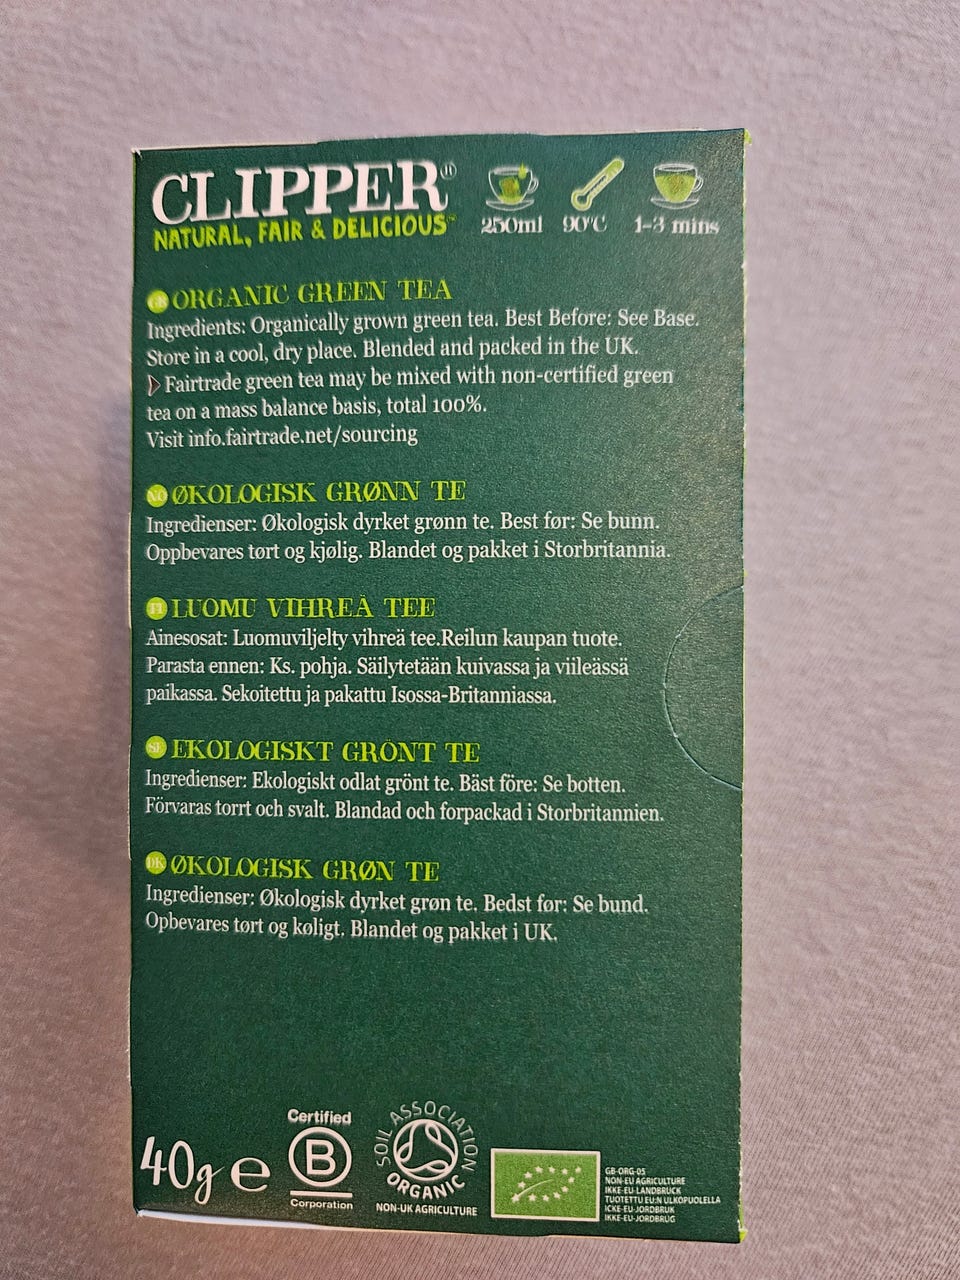 CLIPPER®
NATURAL, FAIR & DELICIOUS™
250ml 90°C 1-3 mins
GB ORGANIC GREEN TEA
Ingredients: Organically grown green tea. Best Before: See Base.
Store in a cool, dry place. Blended and packed in the UK.
Fairtrade green tea may be mixed with non-certified green
tea on a mass balance basis, total 100%.
Visit info.fairtrade.net/sourcing
NO ØKOLOGISK GRØNN TE
Ingredienser: Økologisk dyrket grønn te. Best før: Se bunn.
Oppbevares tørt og kjølig. Blandet og pakket i Storbritannia.
FI LUOMU VIHREÄ TEE
Ainesosat: Luomuviljelty vihreä tee.Reilun kaupan tuote.
Parasta ennen: Ks. pohja. Säilytetään kuivassa ja viileässä
paikassa. Sekoitettu ja pakattu Isossa-Britanniassa.
SE EKOLOGISKT GRÖNT TE
Ingredienser: Ekologiskt odlat grönt te. Bäst före: Se botten.
Förvaras torrt och svalt. Blandad och forpackad i Storbritannien.
DK ØKOLOGISK GRØN TE
Ingredienser: Økologisk dyrket grøn te. Bedst før: Se bund.
Opbevares tørt og køligt. Blandet og pakket i UK.
40g e
Certified
B
Corporation
SOIL ASSOCIATION
ORGANIC
NON-UK AGRICULTURE
GB-ORG-05
NON-EU AGRICULTURE
IKKE-EU-LANDBRUCK
TUOTETTU EU:N ULKOPUOLELLA
ICKE-EU-JORDBRUK
IKKE-EU-JORDBRUG